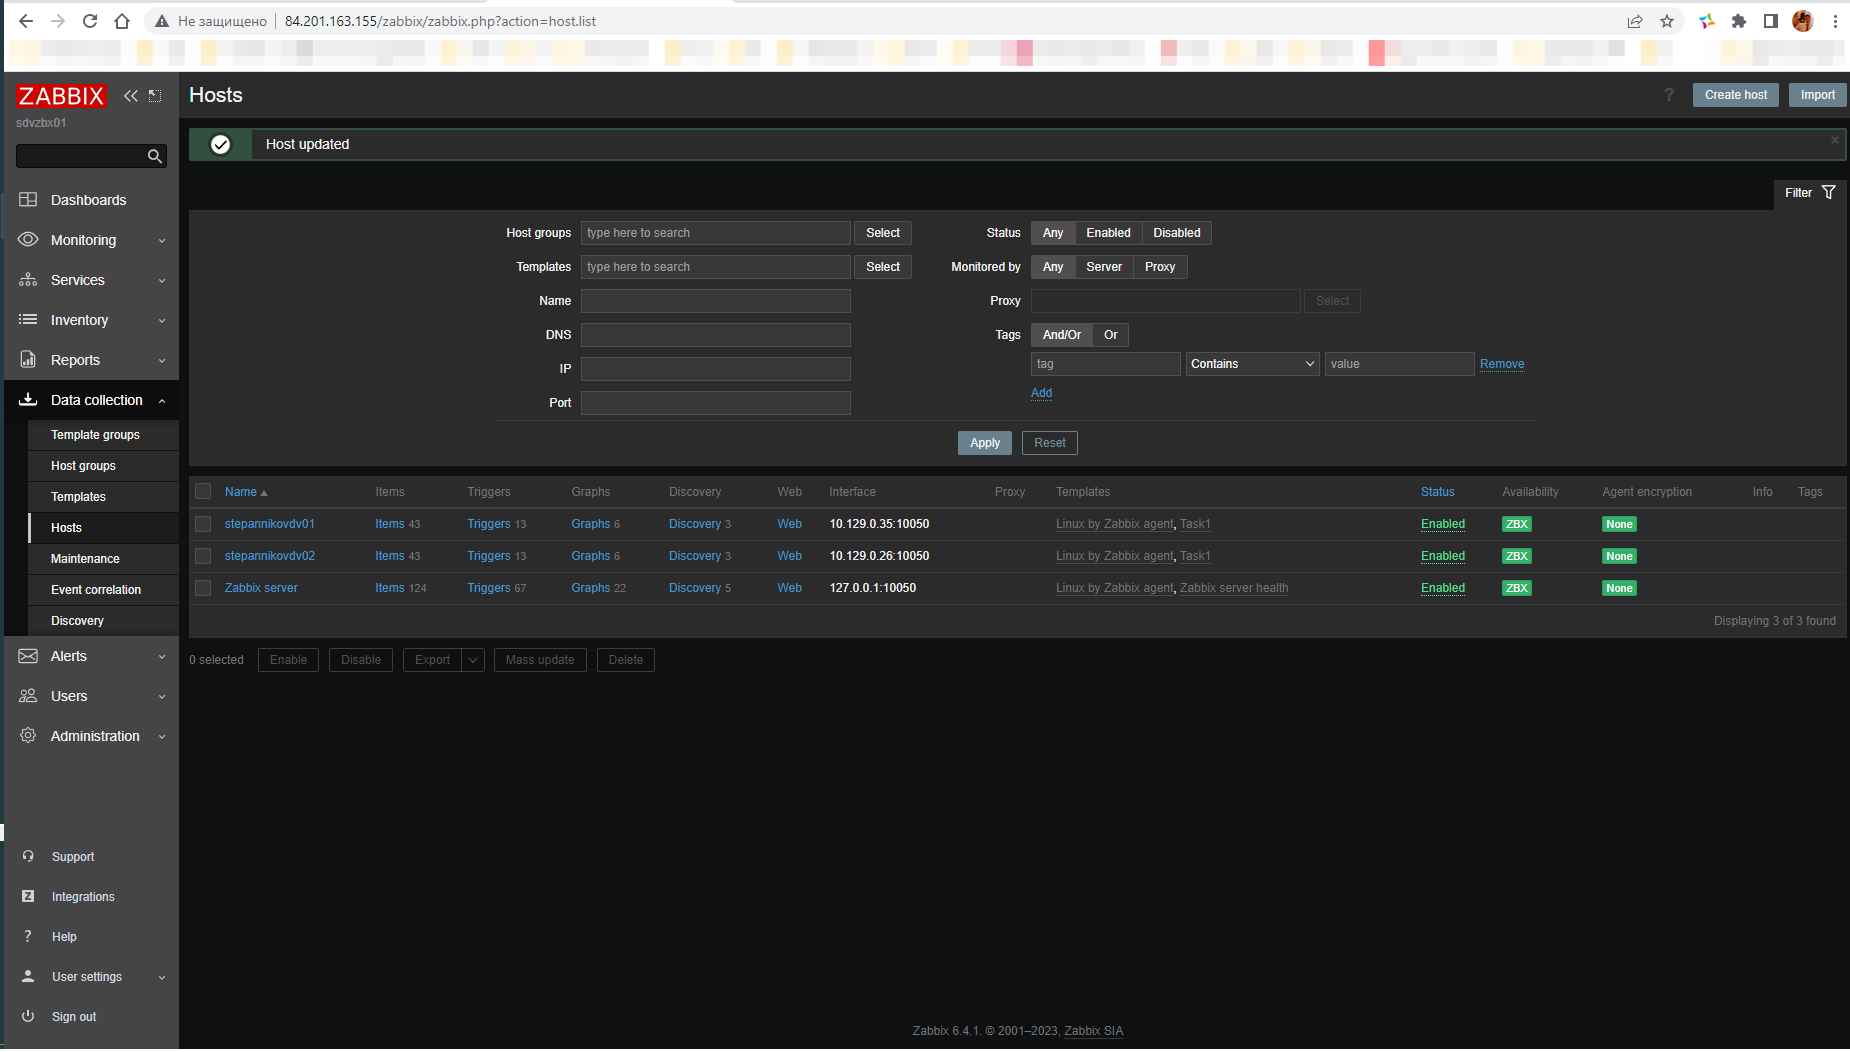 Не защищено 84.201.163.155/zabbix/zabbix.php?action=host.list
ZABBIX
sdvzbx01
Dashboards
Monitoring
Services
Inventory
Reports
Data collection
Template groups
Host groups
Templates
Hosts
Maintenance
Event correlation
Discovery
Alerts
Users
Administration
Support
Integrations
Help
User settings
Sign out
Hosts
? Create host Import
Host updated
Filter
Host groups type here to search Select
Templates type here to search Select
Name
DNS
IP
Port
Status Any Enabled Disabled
Monitored by Any Server Proxy
Proxy Select
Tags And/Or Or
tag Contains value Remove
Add
Apply Reset
Name Items Triggers Graphs Discovery Web Interface Proxy Templates Status Availability Agent encryption Info Tags
stepannikovdv01 Items 43 Triggers 13 Graphs 6 Discovery 3 Web 10.129.0.35:10050 Linux by Zabbix agent, Task1 Enabled ZBX None
stepannikovdv02 Items 43 Triggers 13 Graphs 6 Discovery 3 Web 10.129.0.26:10050 Linux by Zabbix agent, Task1 Enabled ZBX None
Zabbix server Items 124 Triggers 67 Graphs 22 Discovery 5 Web 127.0.0.1:10050 Linux by Zabbix agent, Zabbix server health Enabled ZBX None
Displaying 3 of 3 found
0 selected Enable Disable Export Mass update Delete
Zabbix 6.4.1. © 2001–2023, Zabbix SIA